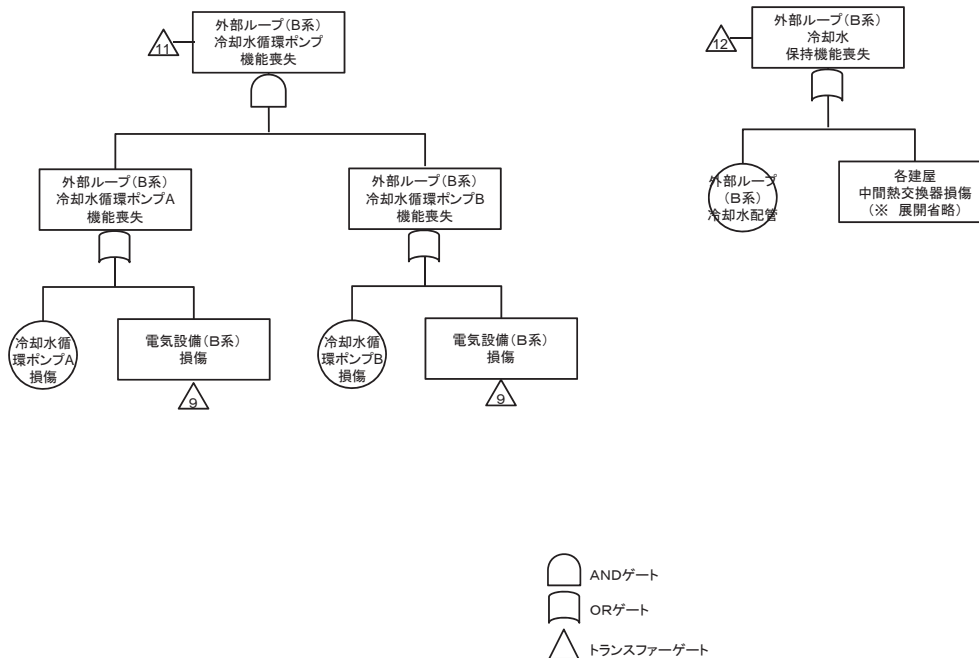 11
外部ループ(B系)
冷却水循環ポンプ
機能喪失
12
外部ループ(B系)
冷却水
保持機能喪失
外部ループ(B系)
冷却水循環ポンプA
機能喪失
外部ループ(B系)
冷却水循環ポンプB
機能喪失
外部ループ
(B系)
冷却水配管
各建屋
中間熱交換器損傷
(※ 展開省略)
冷却水循
環ポンプA
損傷
電気設備(B系)
損傷
9
冷却水循
環ポンプB
損傷
電気設備(B系)
損傷
9
ANDゲート
ORゲート
トランスファーゲート